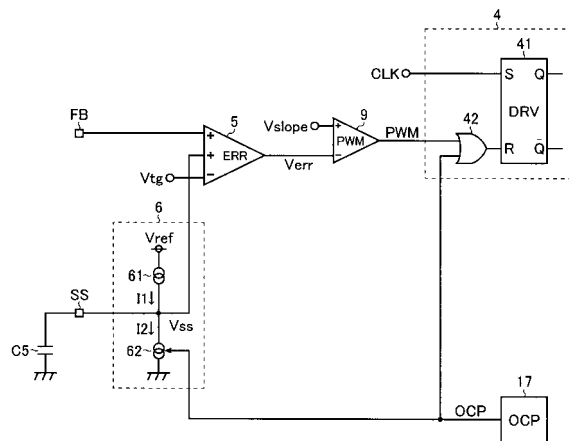 4
41
CLK
S Q
DRV
R Q̄
42
FB
5
+
+
−
ERR
Vslope
9
+
−
PWM
PWM
Verr
Vtg
6
Vref
61
I1↓
SS
I2↓
Vss
62
C5
17
OCP
OCP